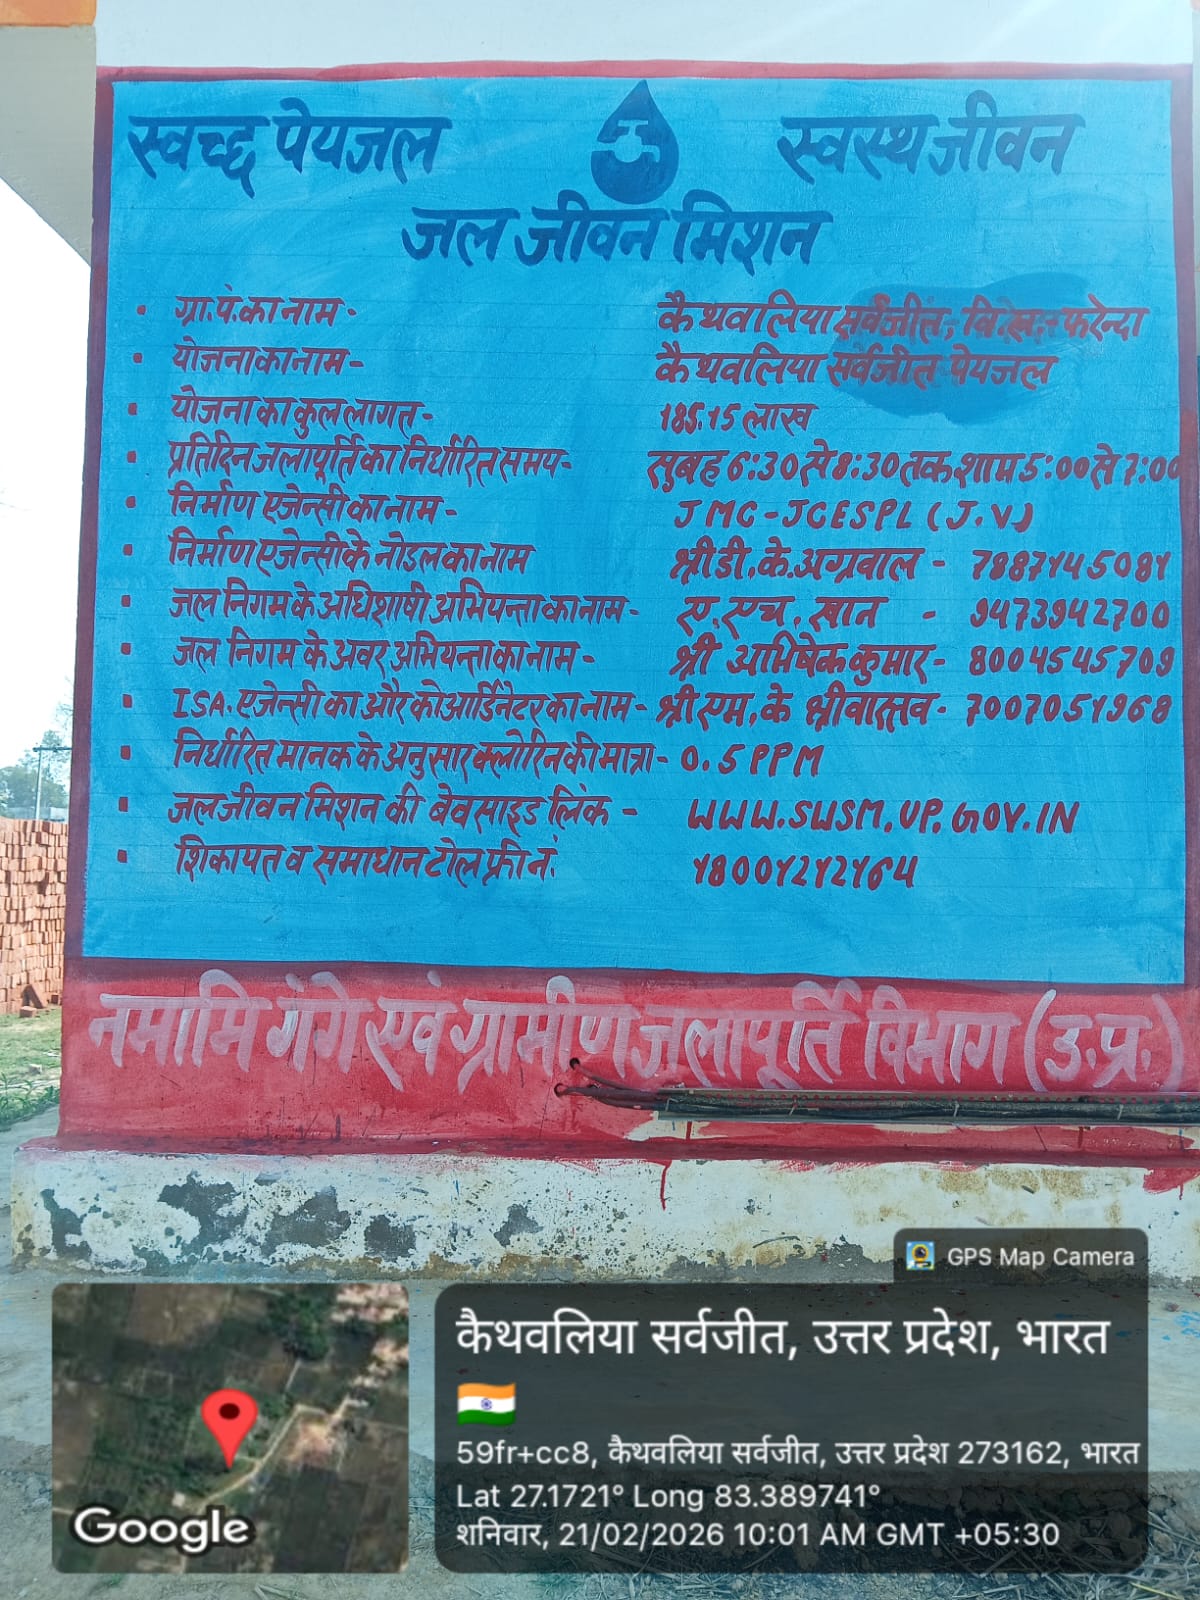 स्वच्छ पेयजल स्वस्थ जीवन
जल जीवन मिशन
• ग्रा.पं. का नाम - कैथवलिया सर्वजीत, वि.ख.- फरेन्दा
• योजना का नाम - कैथवलिया सर्वजीत पेयजल
• योजना का कुल लागत - 185.15 लाख
• प्रतिदिन जलापूर्ति का निर्धारित समय - सुबह 6:30 से 8:30 तक शाम 5:00 से 7:00
• निर्माण एजेन्सी का नाम - JMC-JCESPL (J.V)
• निर्माण एजेन्सी के नोडल का नाम श्री डी. के. अग्रवाल - 7887145081
• जल निगम के अधिशाषी अभियन्ता का नाम - ए. एच. खान - 9473942700
• जल निगम के अवर अभियन्ता का नाम - श्री अभिषेक कुमार - 8004545709
• ISA. एजेन्सी का और कोआर्डिनेटर का नाम - श्री एम. के श्रीवास्तव - 7007051968
• निर्धारित मानक के अनुसार क्लोरिन की मात्रा - 0.5 PPM
• जल जीवन मिशन की बेवसाइड लिंक - WWW.SWSM.UP.GOV.IN
• शिकायत व समाधान टोल फ्री नं. 18001212164
नमामि गंगे एवं ग्रामीण जलापूर्ति विभाग (उ.प्र.)
GPS Map Camera
कैथवलिया सर्वजीत, उत्तर प्रदेश, भारत
59fr+cc8, कैथवलिया सर्वजीत, उत्तर प्रदेश 273162, भारत
Lat 27.1721° Long 83.389741°
शनिवार, 21/02/2026 10:01 AM GMT +05:30
Google